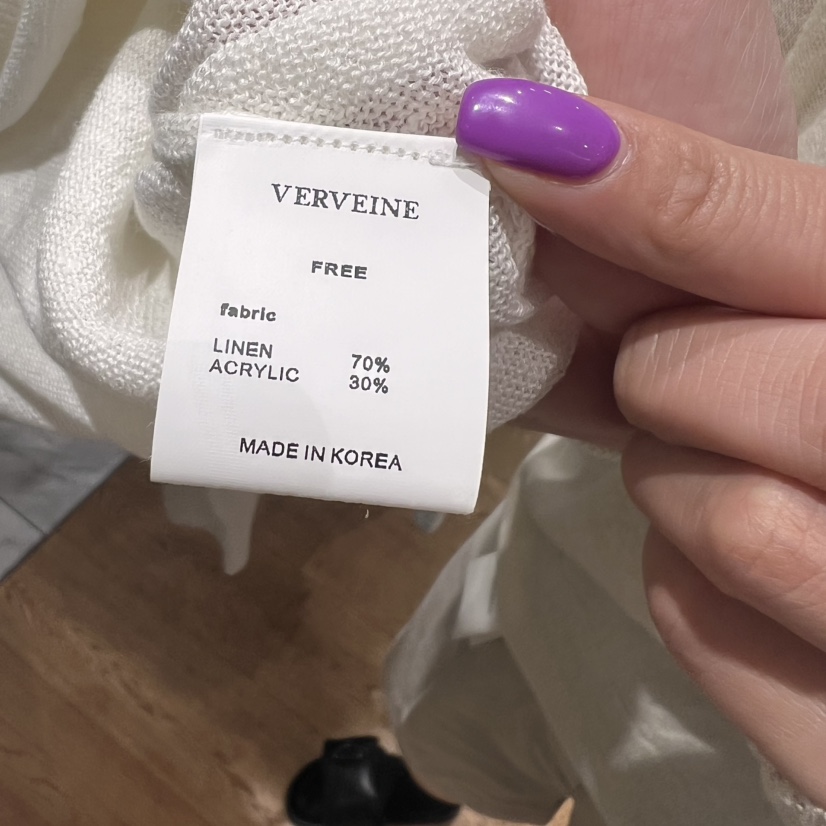 VERVEINE
FREE
fabric
LINEN 70%
ACRYLIC 30%
MADE IN KOREA